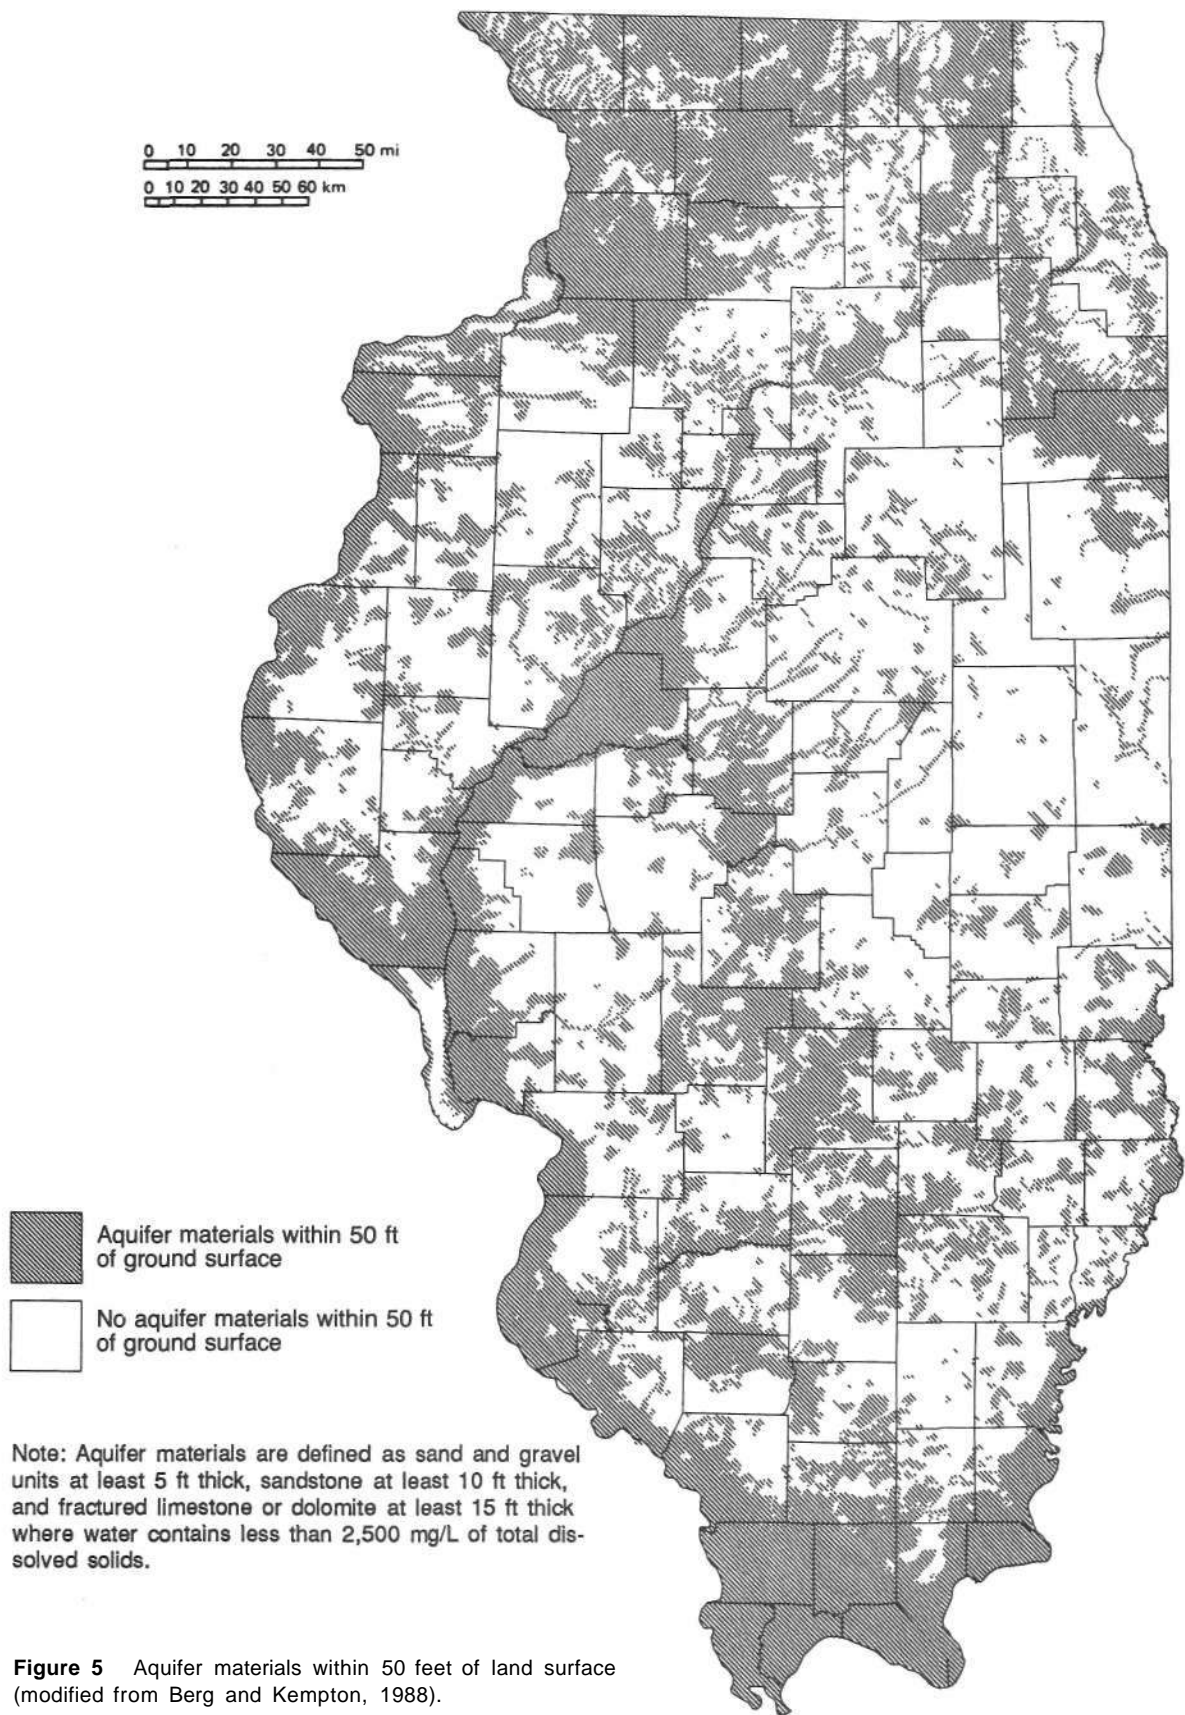 0 10 20 30 40 50 mi
0 10 20 30 40 50 60 km
Aquifer materials within 50 ft
of ground surface
No aquifer materials within 50 ft
of ground surface
Note: Aquifer materials are defined as sand and gravel
units at least 5 ft thick, sandstone at least 10 ft thick,
and fractured limestone or dolomite at least 15 ft thick
where water contains less than 2,500 mg/L of total dis-
solved solids.
Figure 5 Aquifer materials within 50 feet of land surface
(modified from Berg and Kempton, 1988).